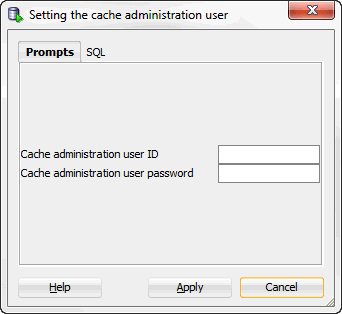 Setting the cache administration user
Prompts SQL
Cache administration user ID
Cache administration user password
Help Apply Cancel